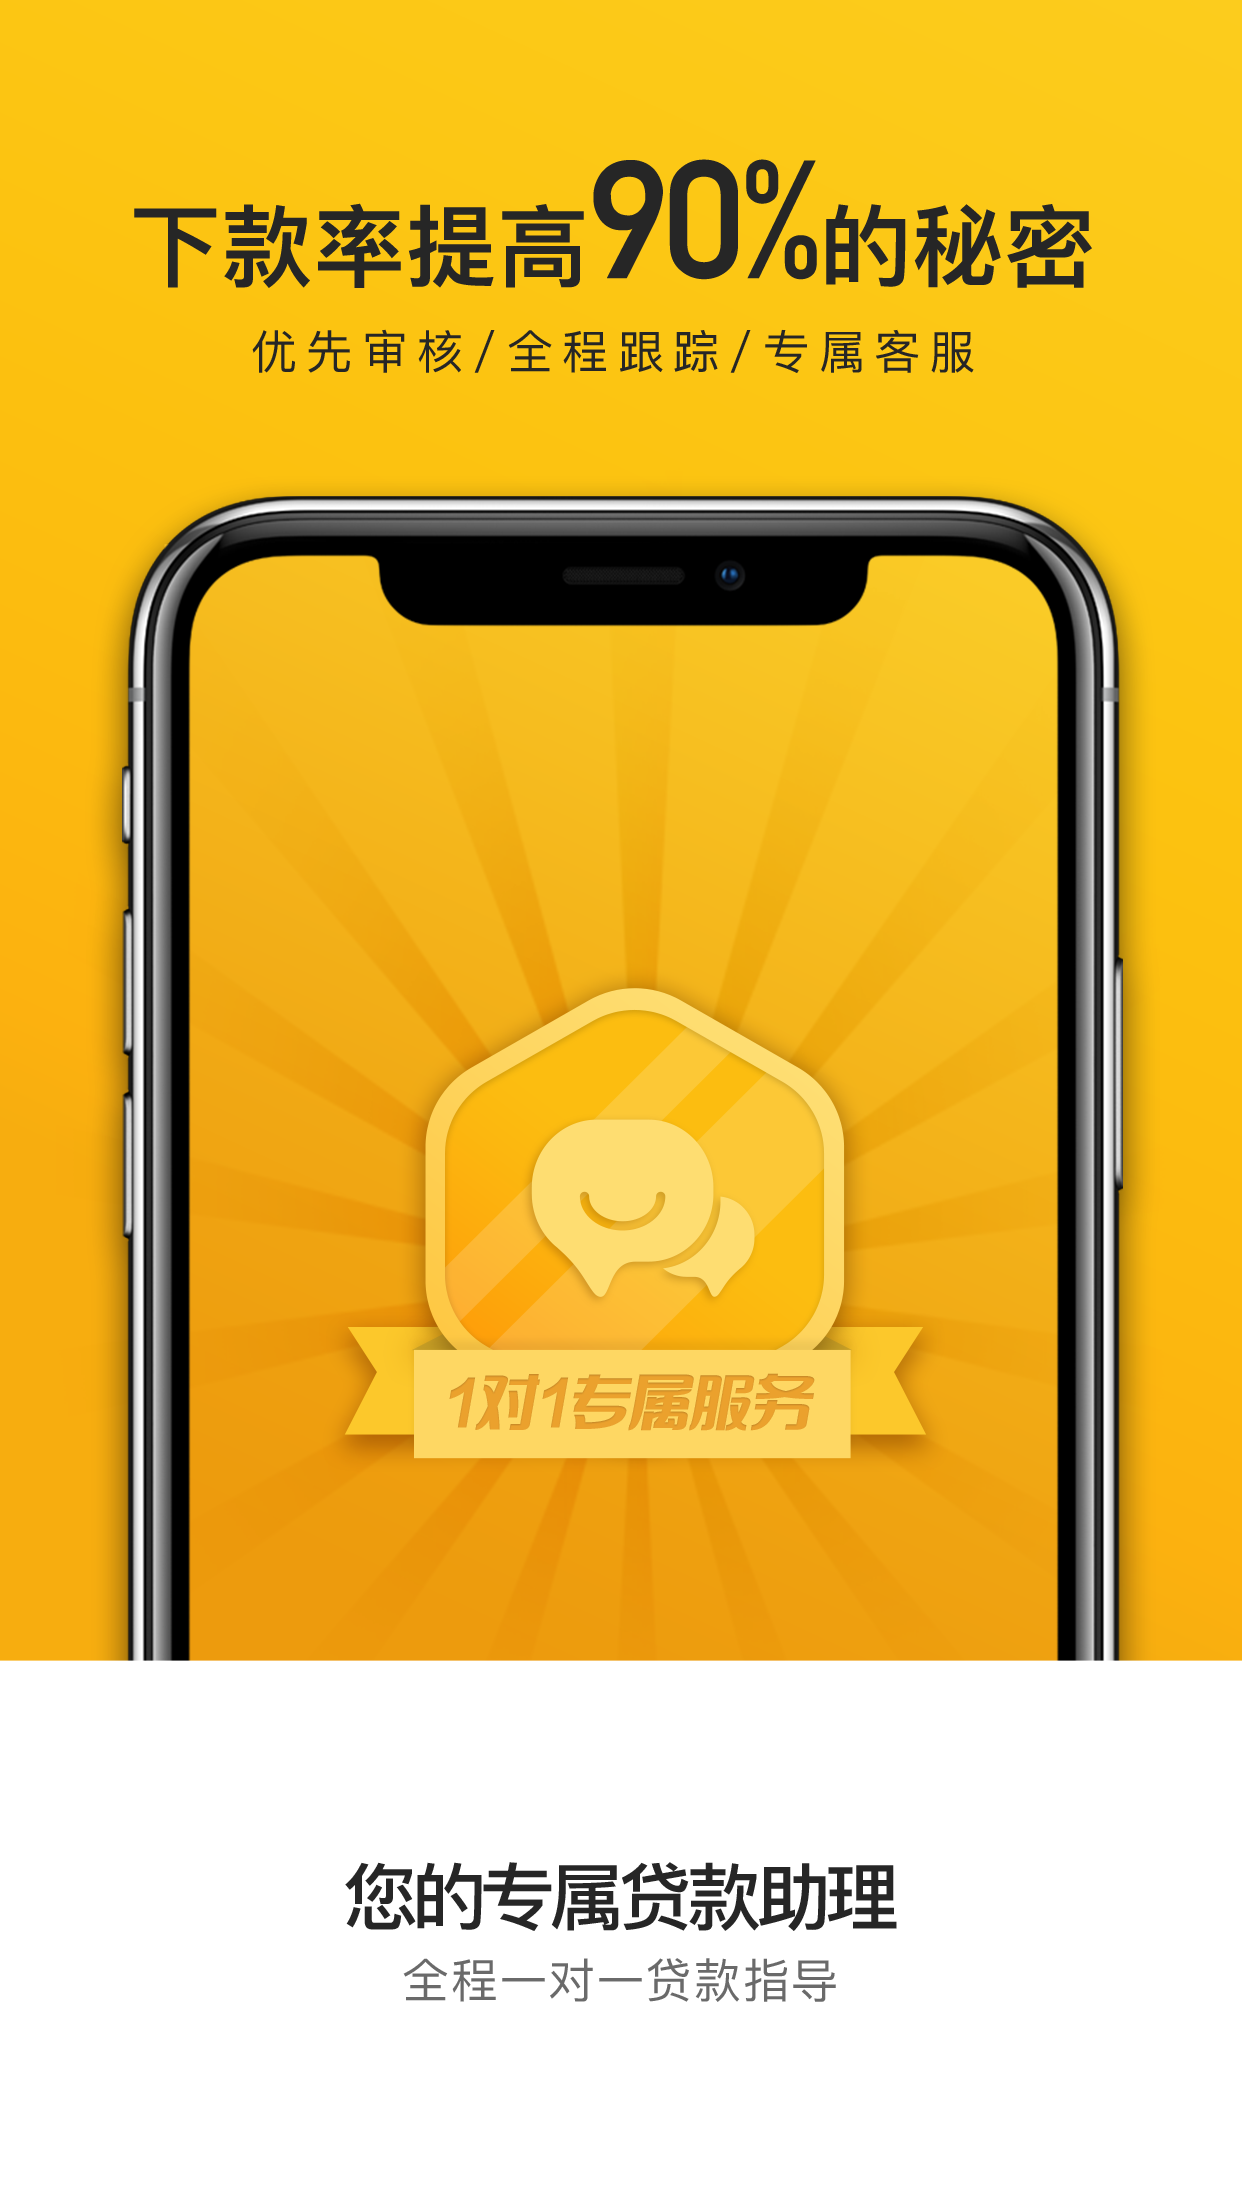 下款率提高90%的秘密
优先审核/全程跟踪/专属客服
1对1专属服务
您的专属贷款助理
全程一对一贷款指导